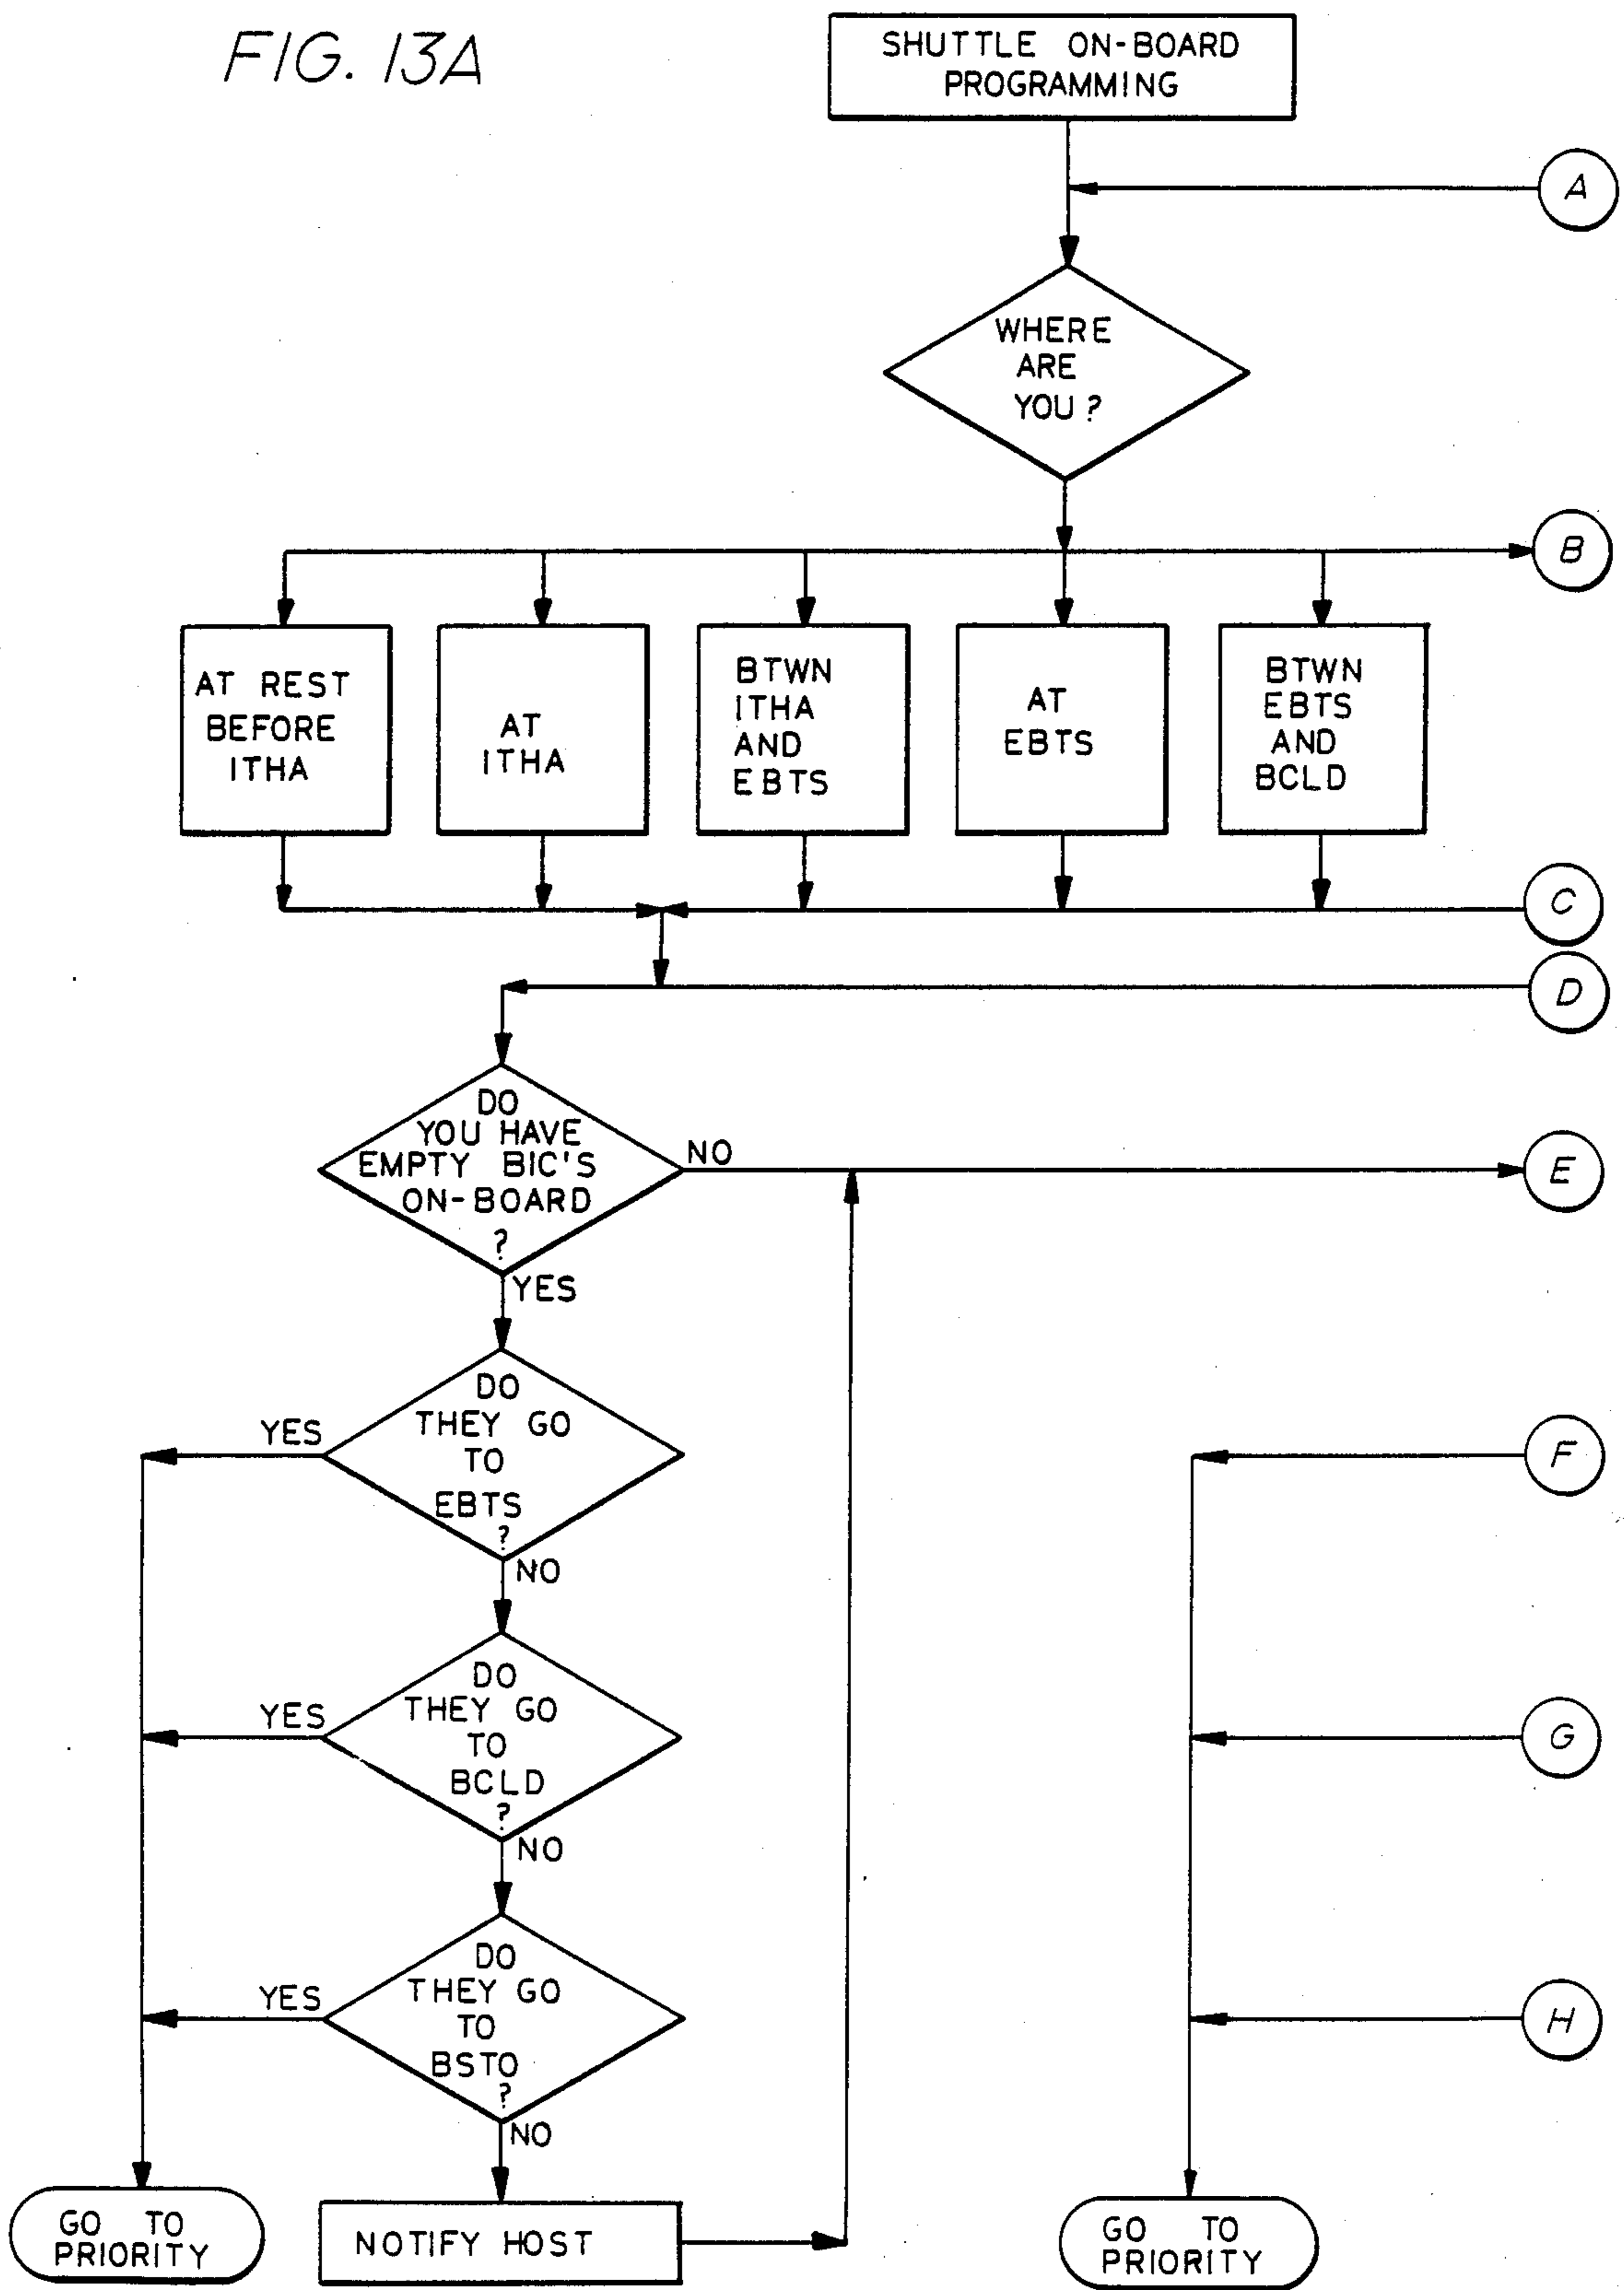 FIG. 13A
SHUTTLE ON-BOARD
PROGRAMMING
A
WHERE
ARE
YOU?
B
AT REST
BEFORE
ITHA
AT
ITHA
BTWN
ITHA
AND
EBTS
AT
EBTS
BTWN
EBTS
AND
BCLD
C
D
DO
YOU HAVE
EMPTY BIC'S
ON-BOARD
?
NO
E
YES
DO
THEY GO
TO
EBTS
?
YES
F
NO
DO
THEY GO
TO
BCLD
?
YES
G
NO
DO
THEY GO
TO
BSTO
?
YES
H
NO
GO TO
PRIORITY
NOTIFY HOST
GO TO
PRIORITY